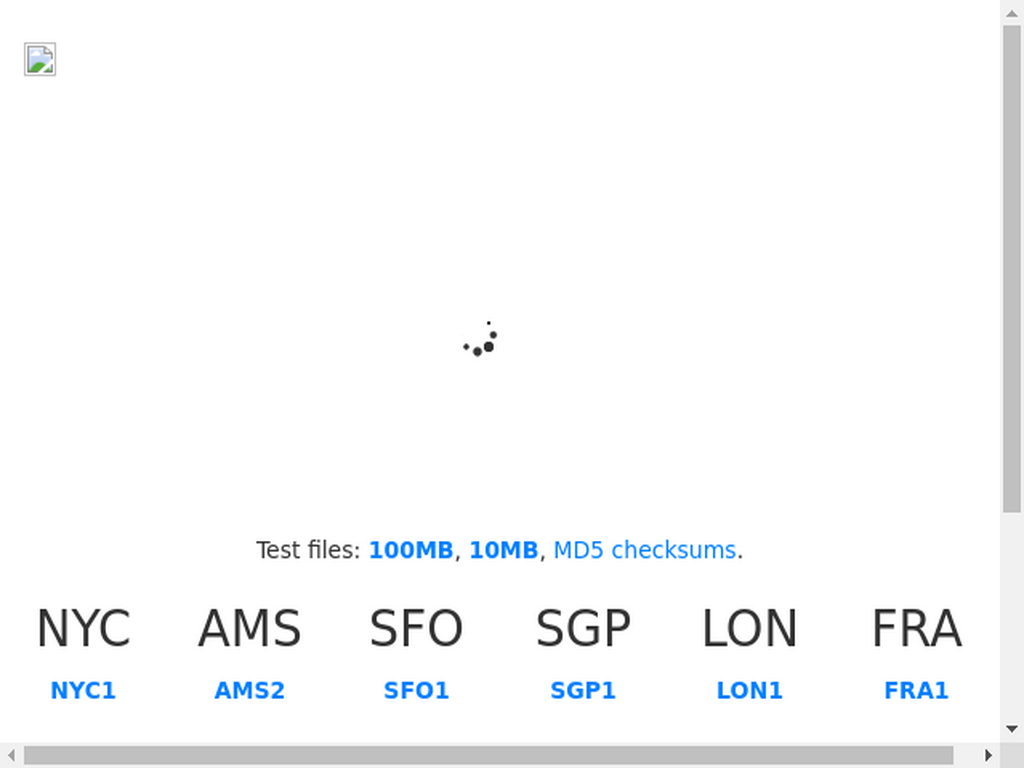 Test files: 100MB, 10MB, MD5 checksums.
NYC AMS SFO SGP LON FRA
NYC1 AMS2 SFO1 SGP1 LON1 FRA1